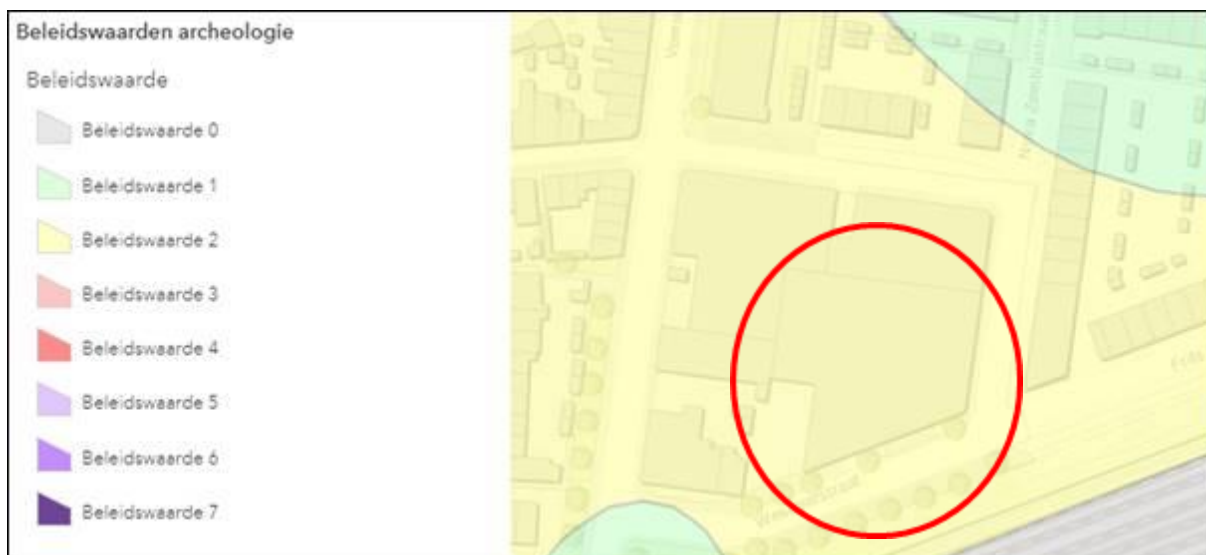 Beleidswaarden archeologie
Beleidswaarde
Beleidswaarde 0
Beleidswaarde 1
Beleidswaarde 2
Beleidswaarde 3
Beleidswaarde 4
Beleidswaarde 5
Beleidswaarde 6
Beleidswaarde 7